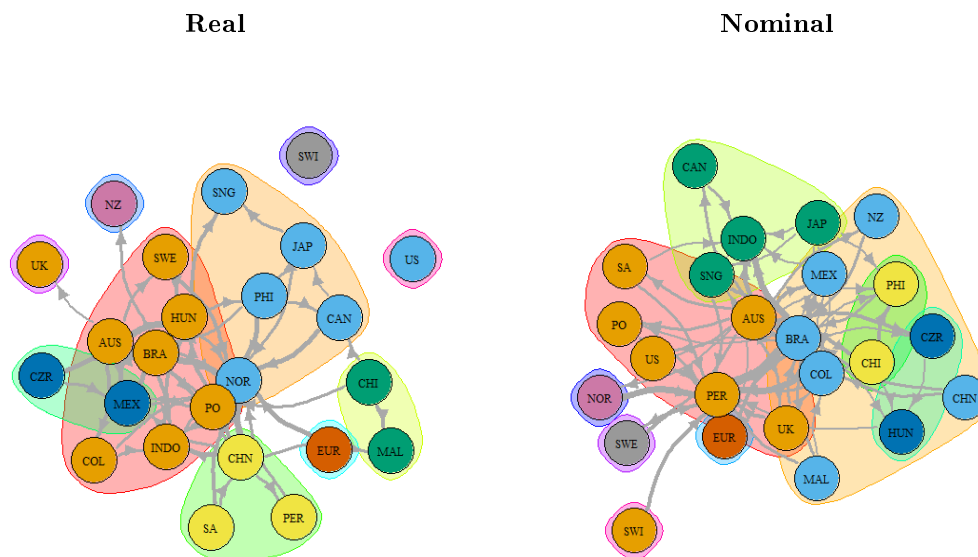 Real
Nominal
SWI
SNG
NZ
JAP
SWE
UK
US
PHI
HUN
CAN
AUS
BRA
CZR
NOR
CHI
MEX
PO
INDO
COL
CHN
EUR
MAL
SA
PER
CAN
NZ
JAP
INDO
SA
SNG
MEX
PHI
PO
AUS
BRA
CZR
US
CHI
COL
NOR
PER
CHN
SWE
EUR
UK
HUN
MAL
SWI